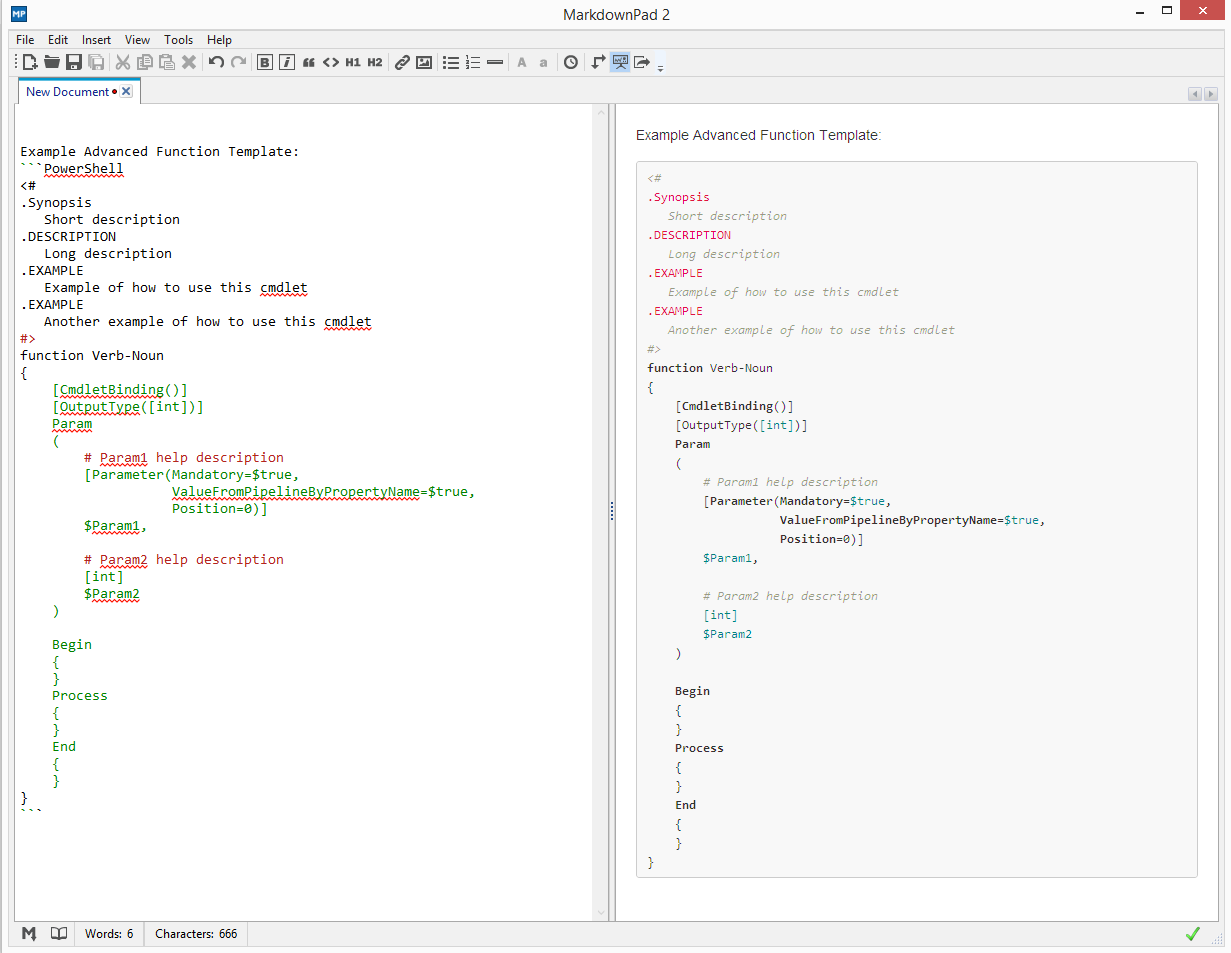 MP
MarkdownPad 2
File Edit Insert View Tools Help
B i H1 H2 A a
New Document
Example Advanced Function Template:
```PowerShell
<#
.Synopsis
   Short description
.DESCRIPTION
   Long description
.EXAMPLE
   Example of how to use this cmdlet
.EXAMPLE
   Another example of how to use this cmdlet
#>
function Verb-Noun
{
    [CmdletBinding()]
    [OutputType([int])]
    Param
    (
        # Param1 help description
        [Parameter(Mandatory=$true,
                   ValueFromPipelineByPropertyName=$true,
                   Position=0)]
        $Param1,

        # Param2 help description
        [int]
        $Param2
    )

    Begin
    {
    }
    Process
    {
    }
    End
    {
    }
}
```
Example Advanced Function Template:
<#
.Synopsis
   Short description
.DESCRIPTION
   Long description
.EXAMPLE
   Example of how to use this cmdlet
.EXAMPLE
   Another example of how to use this cmdlet
#>
function Verb-Noun
{
    [CmdletBinding()]
    [OutputType([int])]
    Param
    (
        # Param1 help description
        [Parameter(Mandatory=$true,
                   ValueFromPipelineByPropertyName=$true,
                   Position=0)]
        $Param1,

        # Param2 help description
        [int]
        $Param2
    )

    Begin
    {
    }
    Process
    {
    }
    End
    {
    }
}
Words: 6 Characters: 666